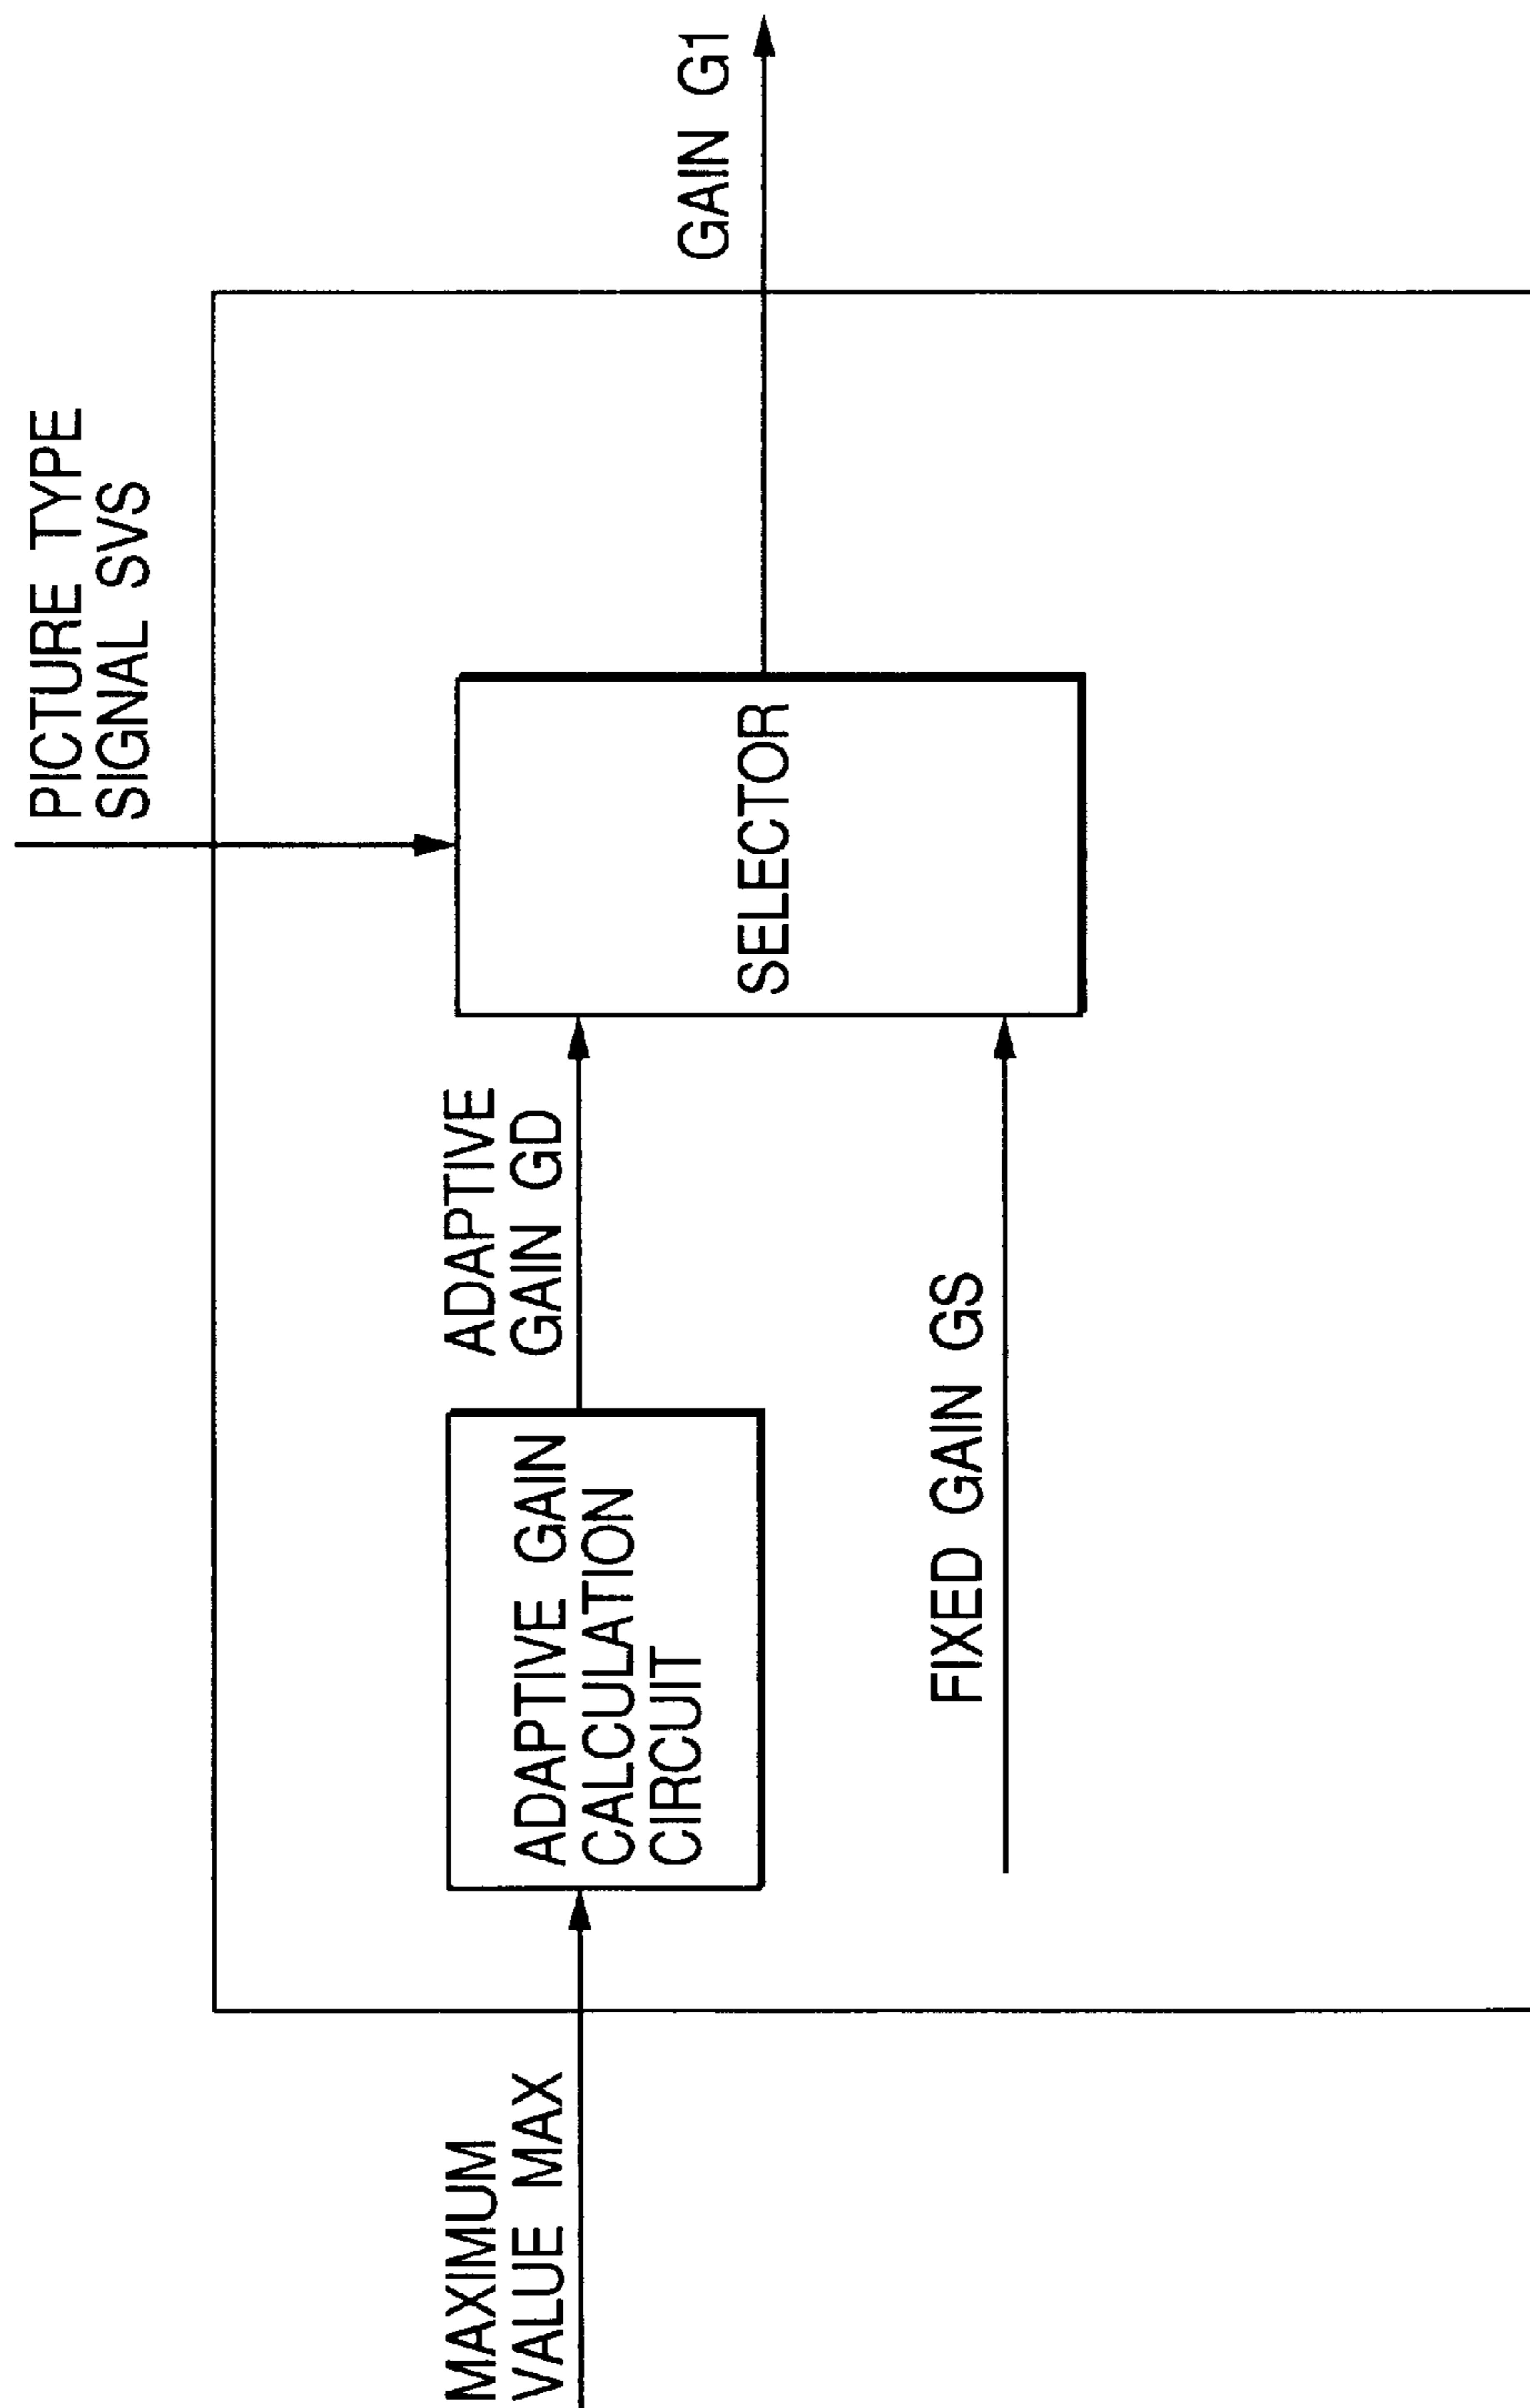 PICTURE TYPE
SIGNAL SVS
MAXIMUM
VALUE MAX
ADAPTIVE GAIN
CALCULATION
CIRCUIT
ADAPTIVE
GAIN GD
SELECTOR
GAIN G1
FIXED GAIN GS